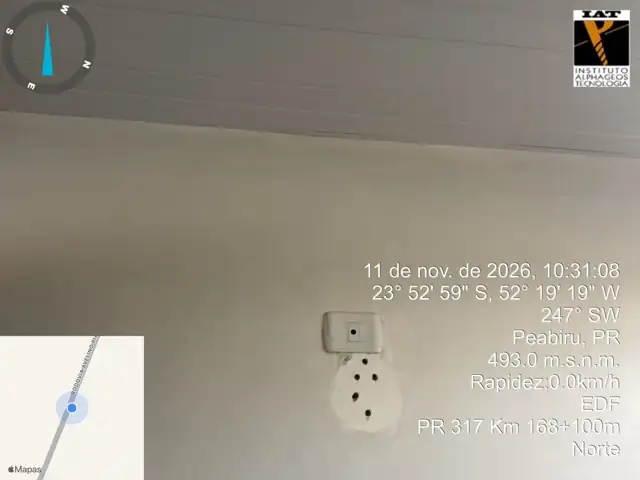 IAT
INSTITUTO
ALPHAGEOS
TECNOLOGIA
S
W
N
E
11 de nov. de 2026, 10:31:08
23° 52' 59" S, 52° 19' 19" W
247° SW
Peabiru, PR
493.0 m.s.n.m.
Rapidez:0.0km/h
EDF
PR 317 Km 168+100m
Norte
Mapas